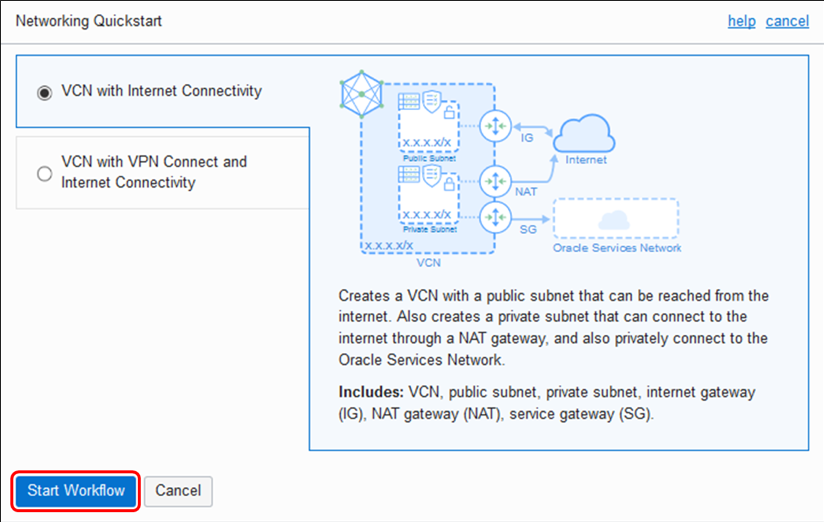 Networking Quickstart
help cancel
VCN with Internet Connectivity
VCN with VPN Connect and
Internet Connectivity
X.X.X.X/X
Public Subnet
IG
Internet
NAT
X.X.X.X/X
Private Subnet
SG
X.X.X.X/X
VCN
Oracle Services Network
Creates a VCN with a public subnet that can be reached from the
internet. Also creates a private subnet that can connect to the
internet through a NAT gateway, and also privately connect to the
Oracle Services Network.
Includes: VCN, public subnet, private subnet, internet gateway
(IG), NAT gateway (NAT), service gateway (SG).
Start Workflow
Cancel